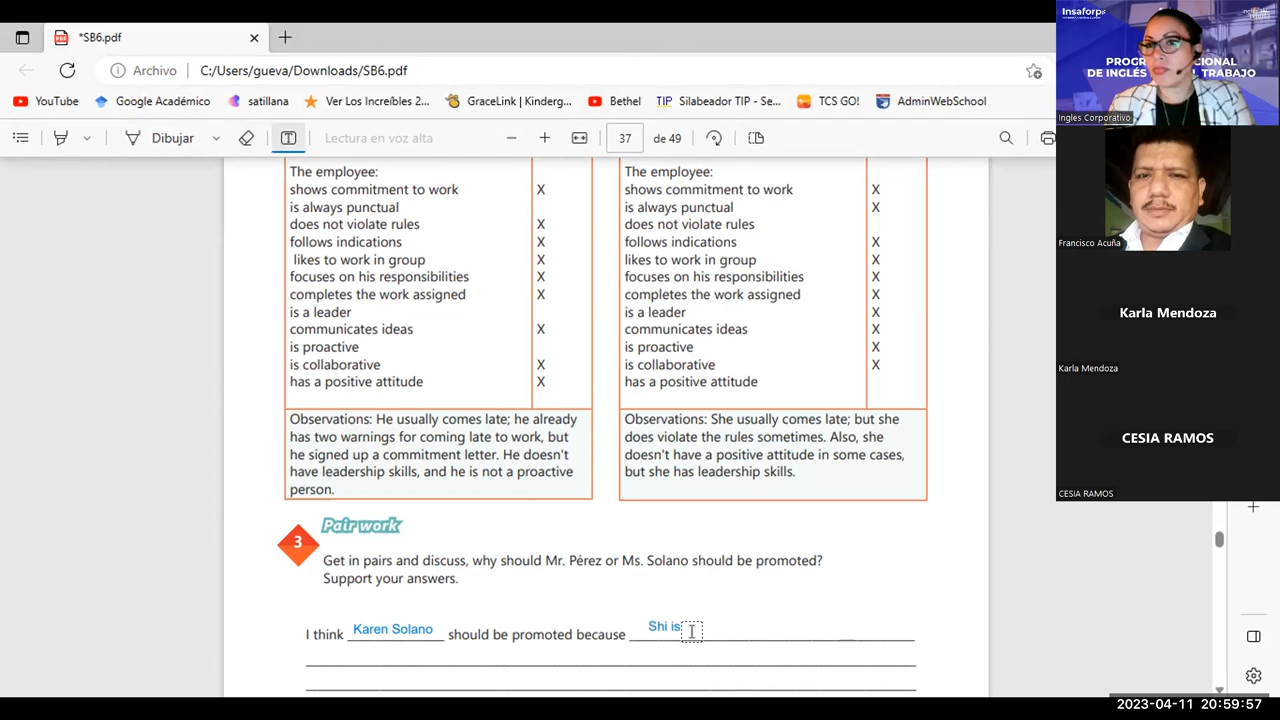 *SB6.pdf
Archivo C:/Users/gueva/Downloads/SB6.pdf
YouTube Google Académico satillana Ver Los Increíbles 2... GraceLink | Kinderg... Bethel TIP Silabeador TIP - Se... TCS GO! AdminWebSchool
Dibujar Lectura en voz alta 37 de 49
The employee:
shows commitment to work X
is always punctual
does not violate rules X
follows indications X
likes to work in group X
focuses on his responsibilities X
completes the work assigned X
is a leader
communicates ideas X
is proactive
is collaborative X
has a positive attitude X
Observations: He usually comes late; he already
has two warnings for coming late to work, but
he signed up a commitment letter. He doesn't
have leadership skills, and he is not a proactive
person.
The employee:
shows commitment to work X
is always punctual X
does not violate rules
follows indications X
likes to work in group X
focuses on his responsibilities X
completes the work assigned X
is a leader X
communicates ideas X
is proactive X
is collaborative X
has a positive attitude
Observations: She usually comes late; but she
does violate the rules sometimes. Also, she
doesn't have a positive attitude in some cases,
but she has leadership skills.
3 Pair work
Get in pairs and discuss, why should Mr. Pérez or Ms. Solano should be promoted?
Support your answers.
I think Karen Solano should be promoted because Shi is
Insaforp
DE INGLÉS TRABAJO
Ingles Corporativo
Francisco Acuña
Karla Mendoza
Karla Mendoza
CESIA RAMOS
CESIA RAMOS
2023-04-11 20:59:57